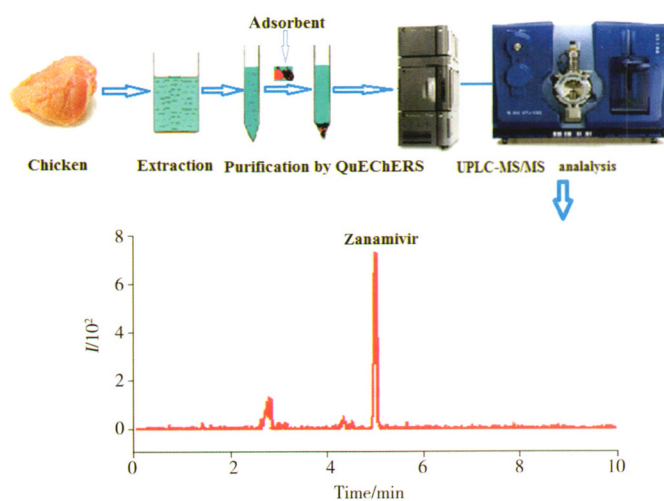 Adsorbent
Chicken
Extraction
Purification by QuEChERS
UPLC-MS/MS analalysis
Zanamivir
I/10²
8
6
4
2
0
0 2 4 6 8 10
Time/min